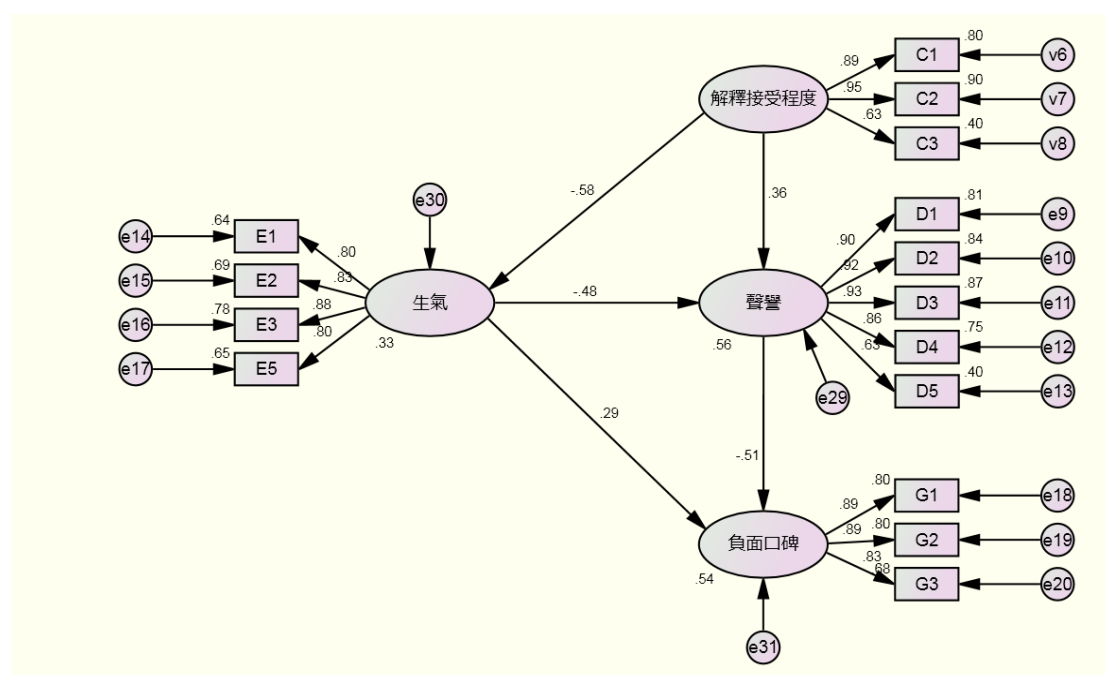 .80
.89
C1
v6
解釋接受程度
.95
.90
C2
v7
.63
.40
C3
v8
-.58
.36
e30
.64
e14
E1
.80
.69
e15
E2
.83
.78
e16
E3
.88
.65
e17
E5
.80
生氣
.33
-.48
聲譽
.56
.81
.90
D1
e9
.84
.92
D2
e10
.87
.93
D3
e11
.75
.86
D4
e12
.40
.63
D5
e13
e29
.29
-.51
.80
.89
G1
e18
負面口碑
.80
.89
G2
e19
.83
.68
G3
e20
.54
e31